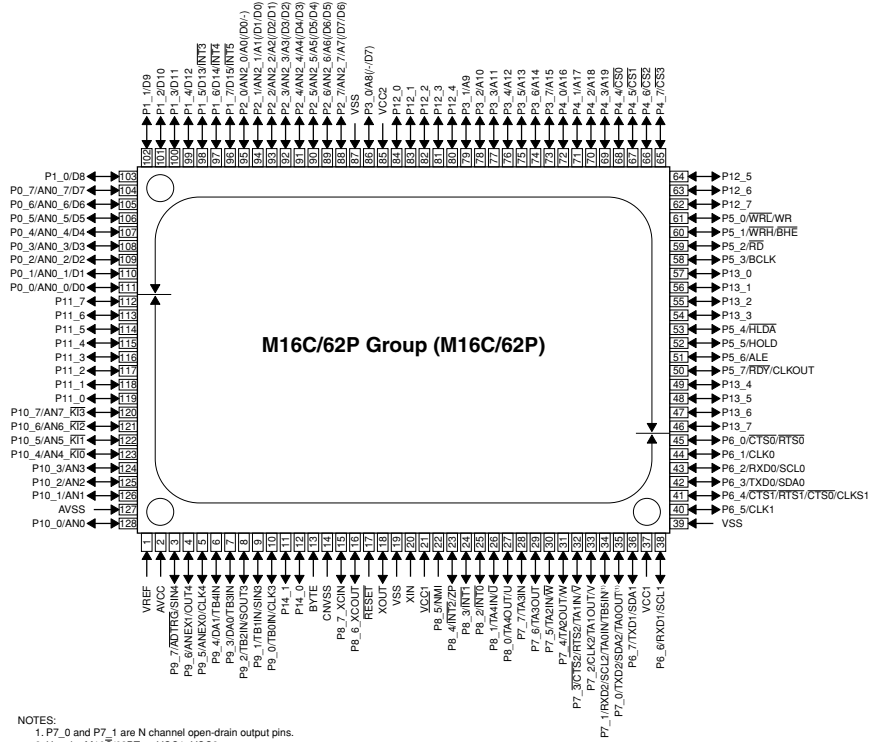 P1_1/D9
P1_2/D10
P1_3/D11
P1_4/D12
P1_5/D13/INT3
P1_6/D14/INT4
P1_7/D15/INT5
P2_0/AN2_0/A0(/D0/-)
P2_1/AN2_1/A1(/D1/D0)
P2_2/AN2_2/A2(/D2/D1)
P2_3/AN2_3/A3(/D3/D2)
P2_4/AN2_4/A4(/D4/D3)
P2_5/AN2_5/A5(/D5/D4)
P2_6/AN2_6/A6(/D6/D5)
P2_7/AN2_7/A7(/D7/D6)
VSS
P3_0/A8(/-/D7)
VCC2
P12_0
P12_1
P12_2
P12_3
P12_4
P3_1/A9
P3_2/A10
P3_3/A11
P3_4/A12
P3_5/A13
P3_6/A14
P3_7/A15
P4_0/A16
P4_1/A17
P4_2/A18
P4_3/A19
P4_4/CS0
P4_5/CS1
P4_6/CS2
P4_7/CS3
102 101 100 99 98 97 96 95 94 93 92 91 90 89 88 87 86 85 84 83 82 81 80 79 78 77 76 75 74 73 72 71 70 69 68 67 66 65
P1_0/D8 103
P0_7/AN0_7/D7 104
P0_6/AN0_6/D6 105
P0_5/AN0_5/D5 106
P0_4/AN0_4/D4 107
P0_3/AN0_3/D3 108
P0_2/AN0_2/D2 109
P0_1/AN0_1/D1 110
P0_0/AN0_0/D0 111
P11_7 112
P11_6 113
P11_5 114
P11_4 115
P11_3 116
P11_2 117
P11_1 118
P11_0 119
P10_7/AN7_KI3 120
P10_6/AN6_KI2 121
P10_5/AN5_KI1 122
P10_4/AN4_KI0 123
P10_3/AN3 124
P10_2/AN2 125
P10_1/AN1 126
AVSS 127
P10_0/AN0 128
M16C/62P Group (M16C/62P)
64 P12_5
63 P12_6
62 P12_7
61 P5_0/WRL/WR
60 P5_1/WRH/BHE
59 P5_2/RD
58 P5_3/BCLK
57 P13_0
56 P13_1
55 P13_2
54 P13_3
53 P5_4/HLDA
52 P5_5/HOLD
51 P5_6/ALE
50 P5_7/RDY/CLKOUT
49 P13_4
48 P13_5
47 P13_6
46 P13_7
45 P6_0/CTS0/RTS0
44 P6_1/CLK0
43 P6_2/RXD0/SCL0
42 P6_3/TXD0/SDA0
41 P6_4/CTS1/RTS1/CTS0/CLKS1
40 P6_5/CLK1
39 VSS
1 2 3 4 5 6 7 8 9 10 11 12 13 14 15 16 17 18 19 20 21 22 23 24 25 26 27 28 29 30 31 32 33 34 35 36 37 38
VREF
AVCC
P9_7/ADTRG/SIN4
P9_6/ANEX1/OUT4
P9_5/ANEX0/CLK4
P9_4/DA1/TB4IN
P9_3/DA0/TB3IN
P9_2/TB2IN/SOUT3
P9_1/TB1IN/SIN3
P9_0/TB0IN/CLK3
P14_1
P14_0
BYTE
CNVSS
P8_7_XCIN
P8_6_XCOUT
RESET
XOUT
VSS
XIN
VCC1
P8_5/NMI
P8_4/INT2/ZP
P8_3/INT1
P8_2/INT0
P8_1/TA4IN/U
P8_0/TA4OUT/U
P7_7/TA3IN
P7_6/TA3OUT
P7_5/TA2IN/W
P7_4/TA2OUT/W
P7_3/CTS2/RTS2/TA1IN/V
P7_2/CLK2/TA1OUT/V
P7_1/RXD2/SCL2/TA0IN/TB5IN(1)
P7_0/TXD2/SDA2/TA0OUT(1)
P6_7/TXD1/SDA1
VCC1
P6_6/RXD1/SCL1
NOTES:
1. P7_0 and P7_1 are N channel open-drain output pins.